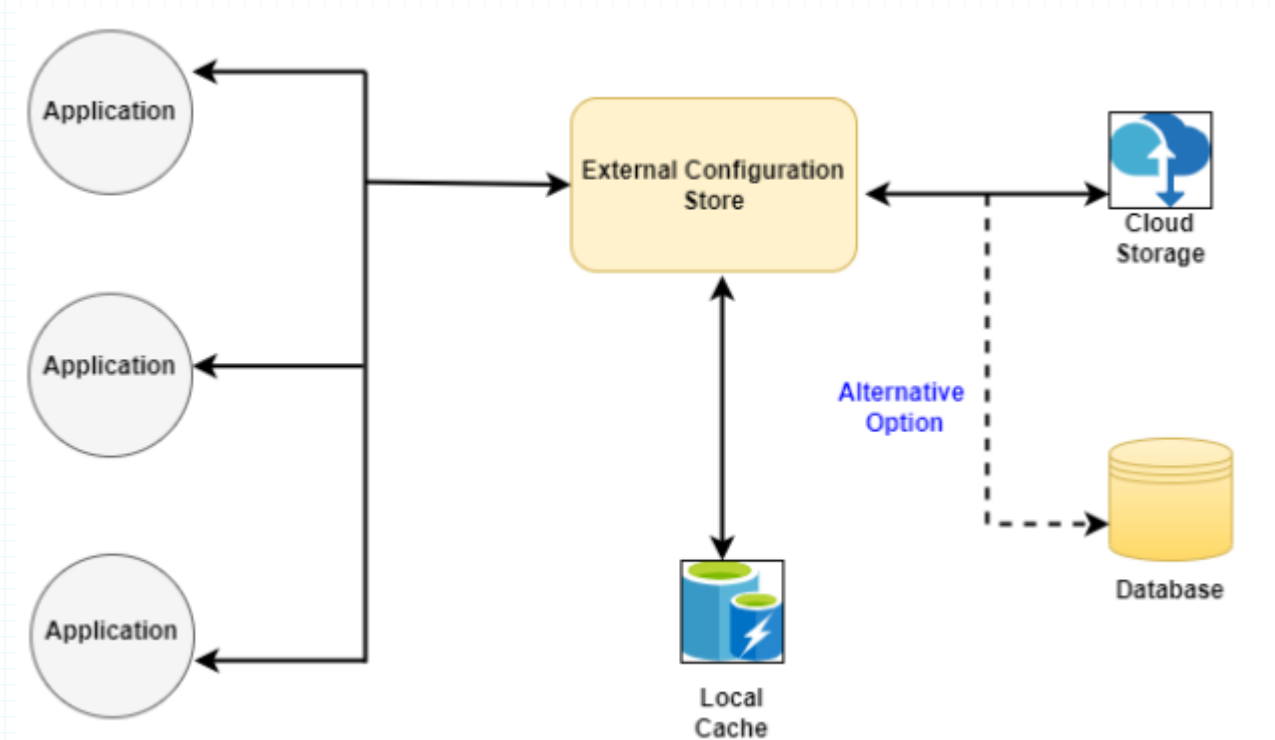 Application
External Configuration
Store
Cloud
Storage
Application
Alternative
Option
Database
Application
Local
Cache